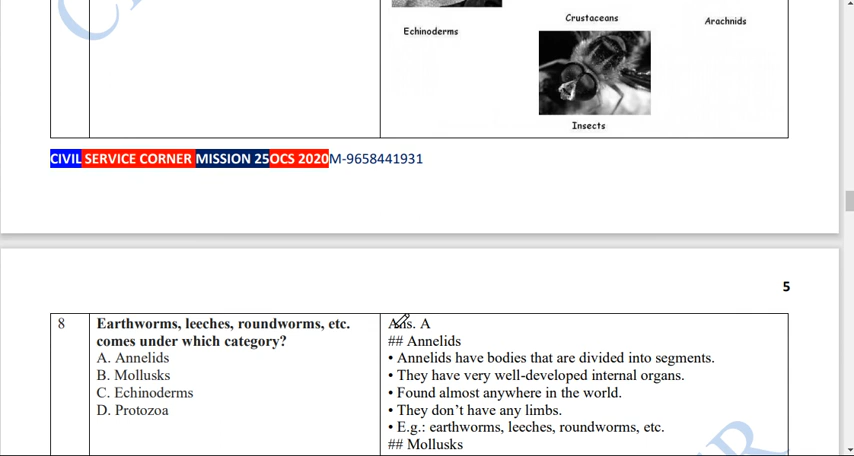 Crustaceans
Echinoderms
Arachnids
Insects
CIVIL SERVICE CORNER MISSION 25OCS 2020M-9658441931
5
8
Earthworms, leeches, roundworms, etc.
comes under which category?
A. Annelids
B. Mollusks
C. Echinoderms
D. Protozoa
Ans. A
## Annelids
• Annelids have bodies that are divided into segments.
• They have very well-developed internal organs.
• Found almost anywhere in the world.
• They don't have any limbs.
• E.g.: earthworms, leeches, roundworms, etc.
## Mollusks